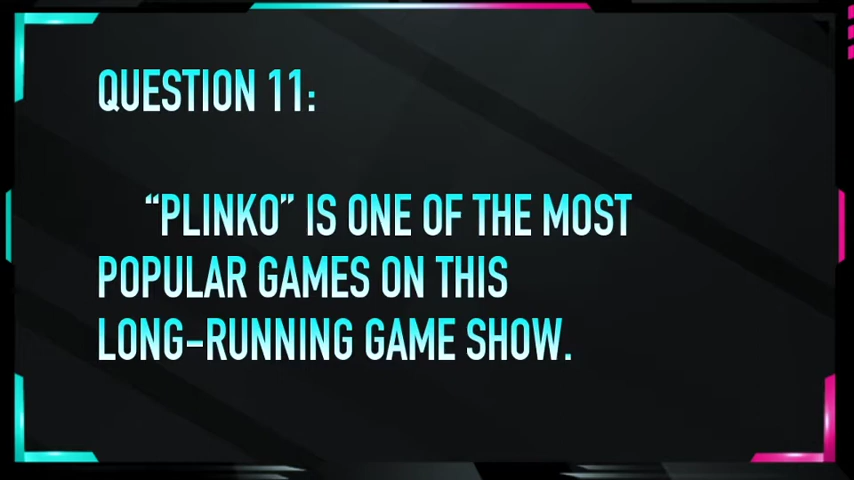 QUESTION 11:
“PLINKO” IS ONE OF THE MOST
POPULAR GAMES ON THIS
LONG-RUNNING GAME SHOW.